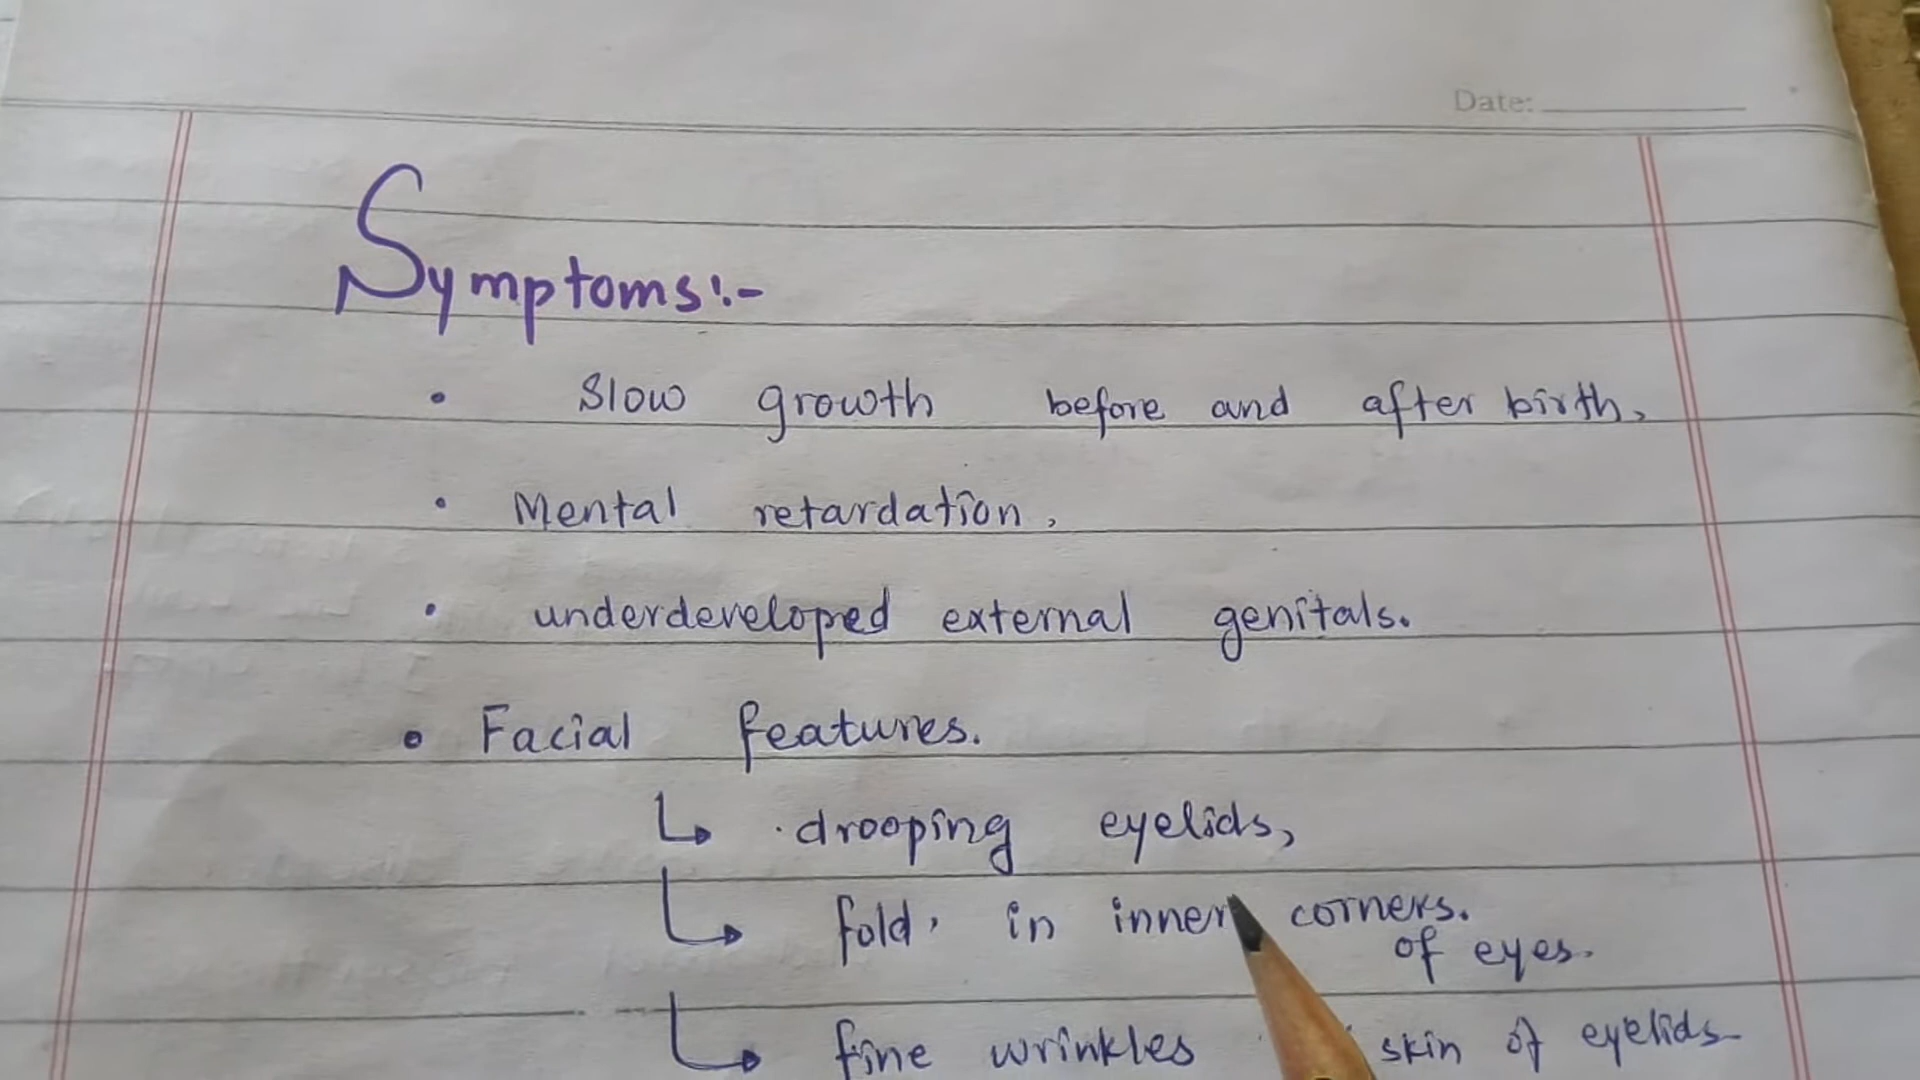 Date:
Symptoms:-
• Slow growth before and after birth,
• Mental retardation,
• underdeveloped external genitals.
• Facial features.
↳ drooping eyelids,
↳ fold, in inner corners.
of eyes.
↳ fine wrinkles skin of eyelids-